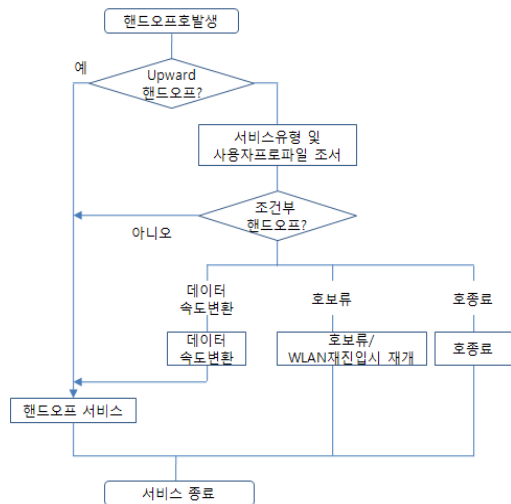 핸드오프호발생
예
Upward
핸드오프?
서비스유형 및
사용자프로파일 조서
조건부
핸드오프?
아니오
데이터
속도변환
호보류
호종료
데이터
속도변환
호보류/
WLAN재진입시 재개
호종료
핸드오프 서비스
서비스 종료